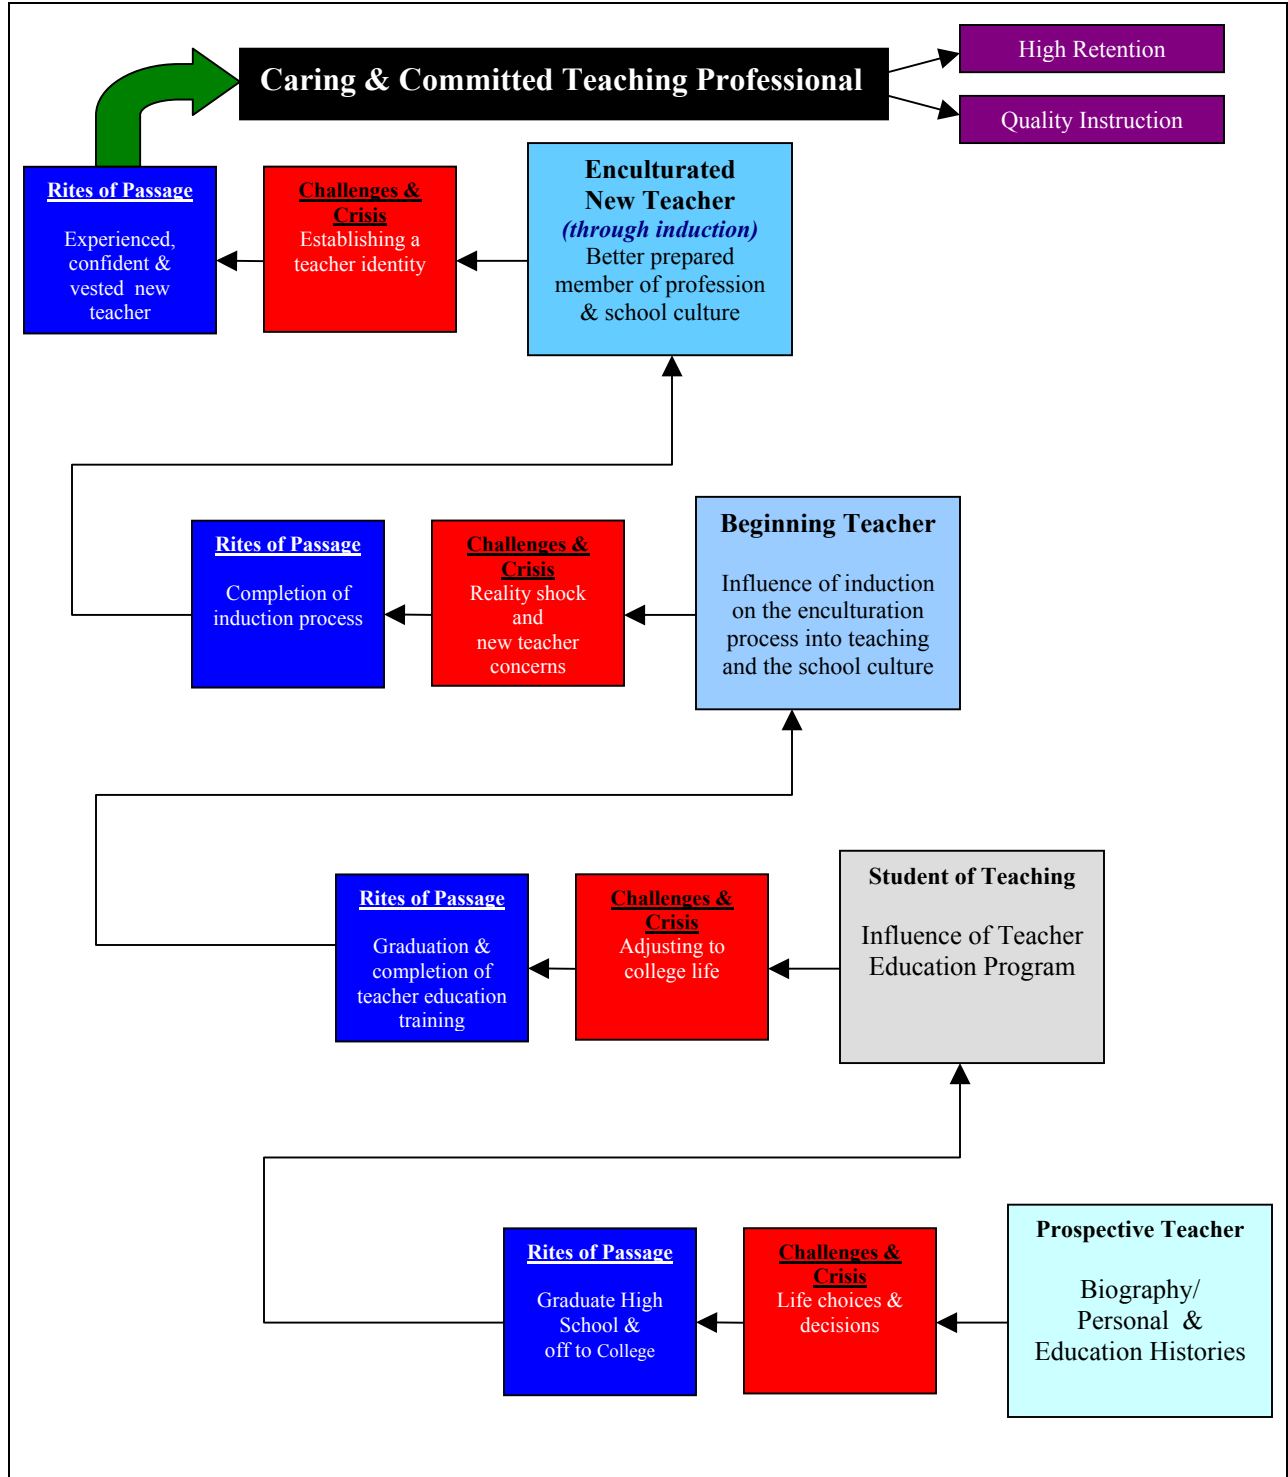 Caring & Committed Teaching Professional
High Retention
Quality Instruction
Rites of Passage
Experienced,
confident &
vested new
teacher
Challenges &
Crisis
Establishing a
teacher identity
Enculturated
New Teacher
(through induction)
Better prepared
member of profession
& school culture
Rites of Passage
Completion of
induction process
Challenges &
Crisis
Reality shock
and
new teacher
concerns
Beginning Teacher
Influence of induction
on the enculturation
process into teaching
and the school culture
Rites of Passage
Graduation &
completion of
teacher education
training
Challenges &
Crisis
Adjusting to
college life
Student of Teaching
Influence of Teacher
Education Program
Rites of Passage
Graduate High
School &
off to College
Challenges &
Crisis
Life choices &
decisions
Prospective Teacher
Biography/
Personal &
Education Histories